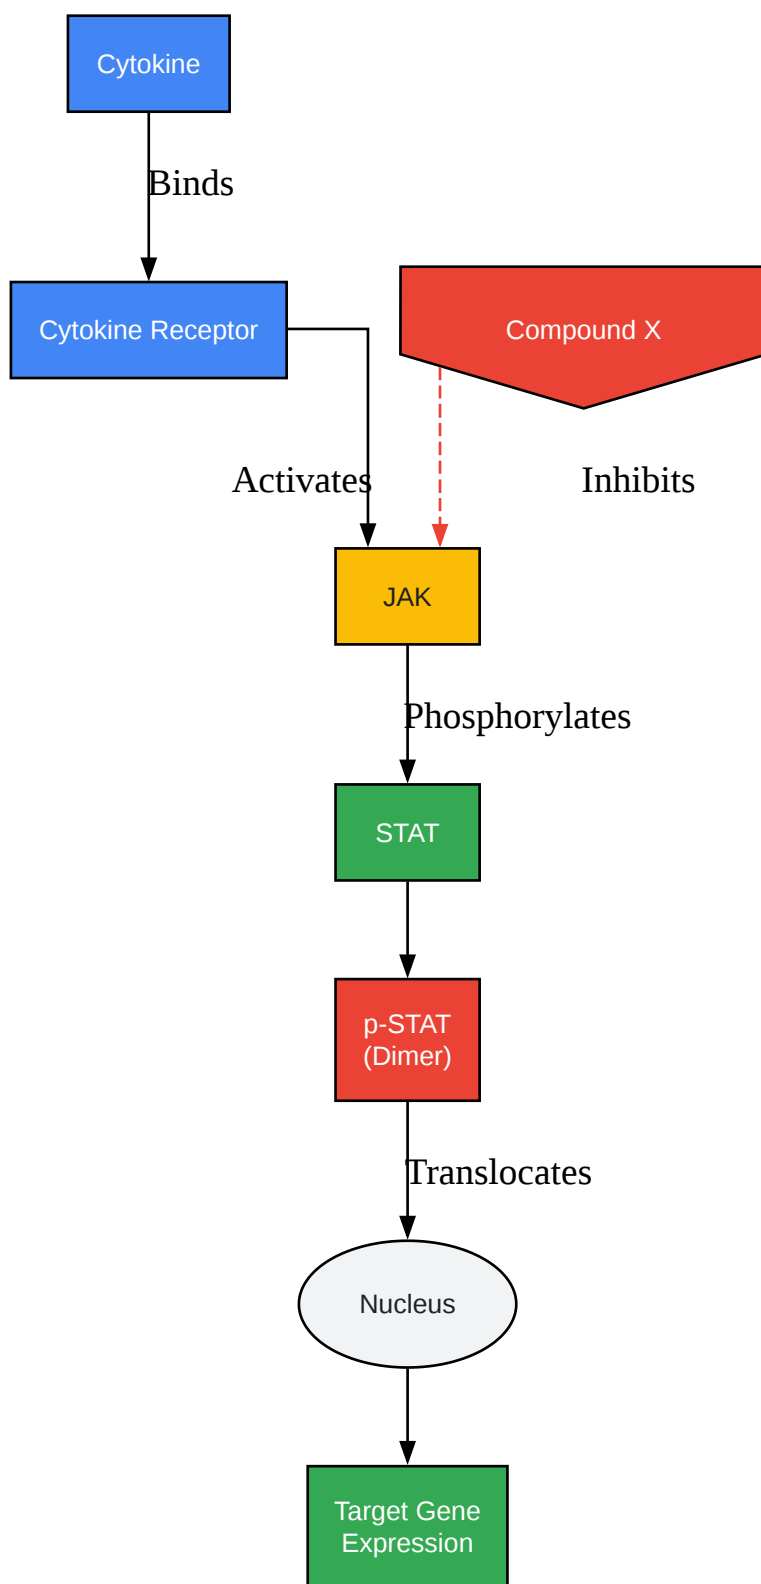 Cytokine
Binds
Cytokine Receptor
Compound X
Activates
Inhibits
JAK
Phosphorylates
STAT
p-STAT
(Dimer)
Translocates
Nucleus
Target Gene
Expression